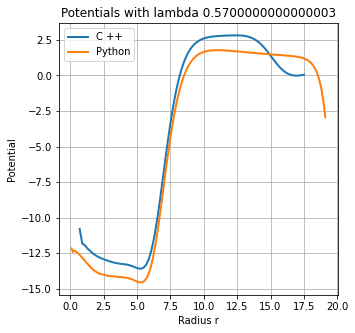 Potentials with lambda 0.5700000000000003
C ++
Python
Potential
2.5
0.0
−2.5
−5.0
−7.5
−10.0
−12.5
−15.0
0.0 2.5 5.0 7.5 10.0 12.5 15.0 17.5 20.0
Radius r